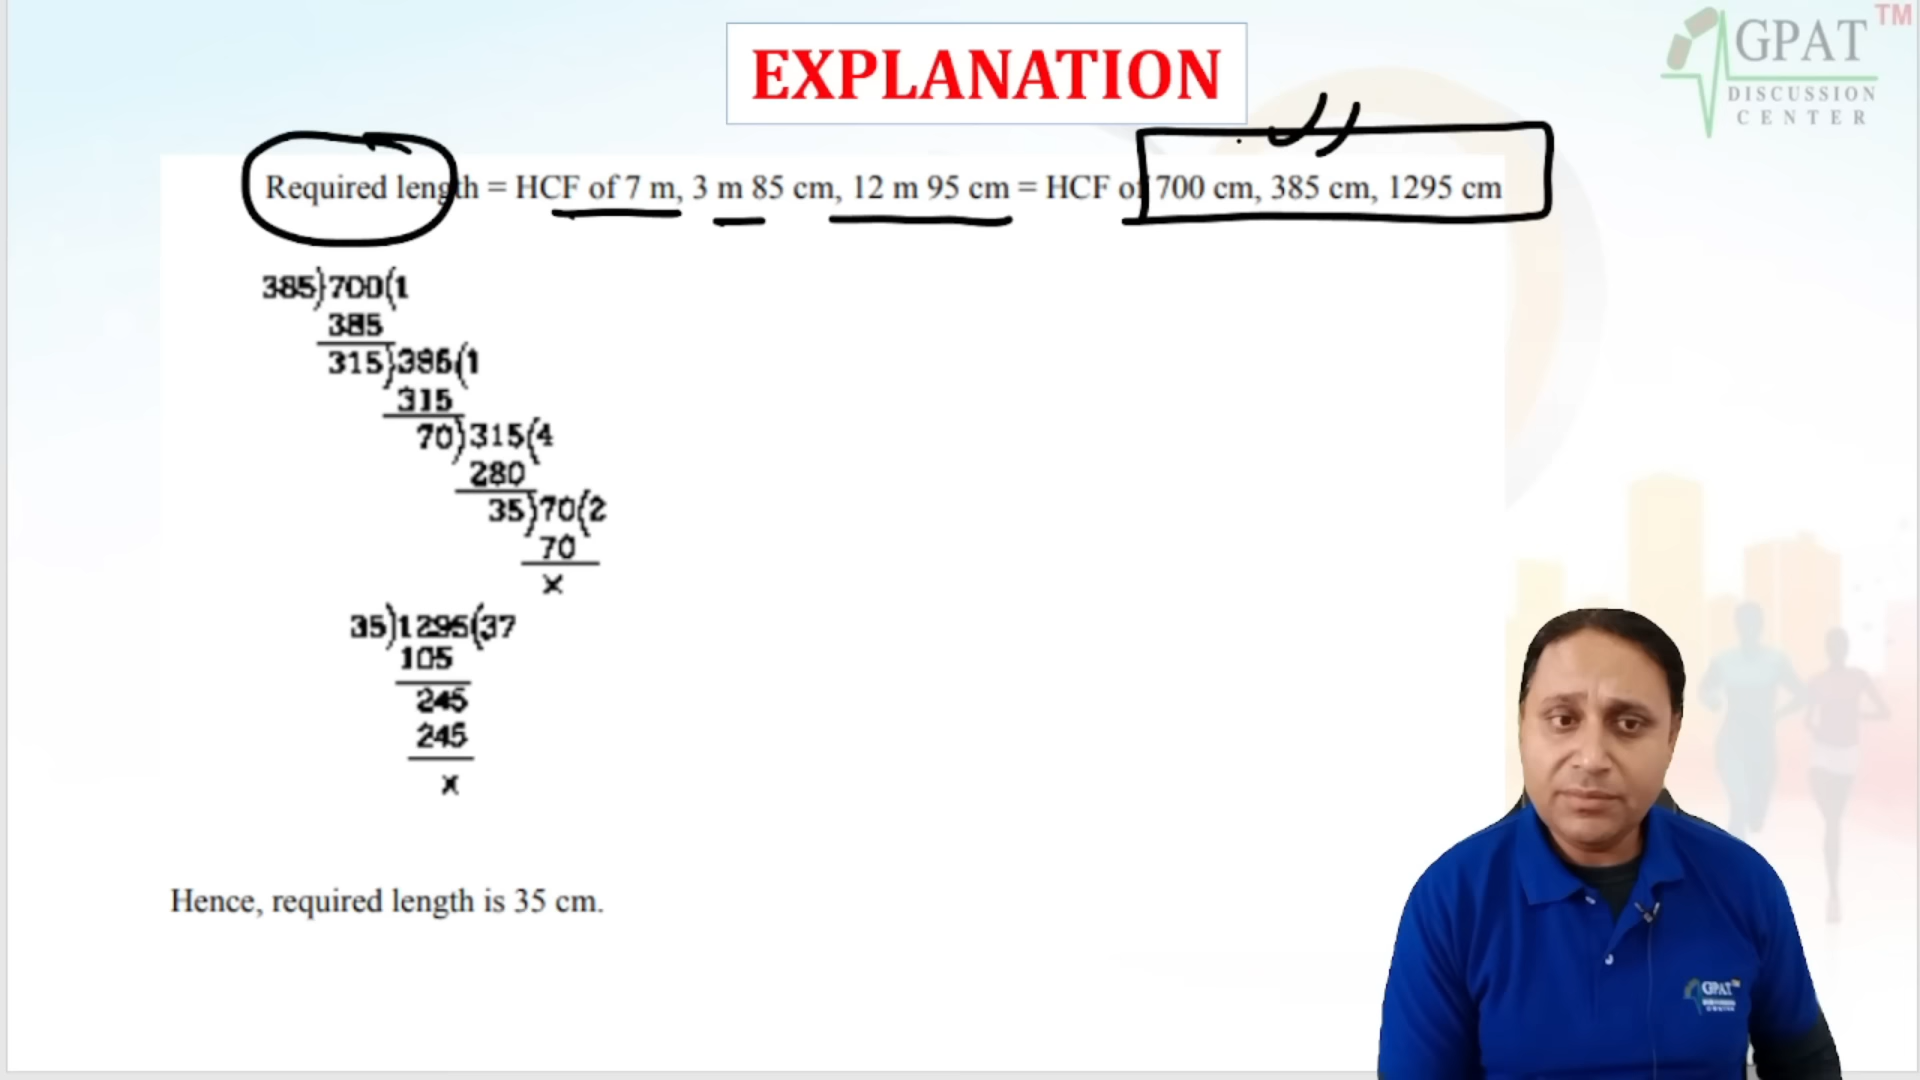 EXPLANATION
GPAT TM
DISCUSSION
CENTER
Required length = HCF of 7 m, 3 m 85 cm, 12 m 95 cm = HCF of 700 cm, 385 cm, 1295 cm
385)700(1
385
315)385(1
315
70)315(4
280
35)70(2
70
x
35)1295(37
105
245
245
x
Hence, required length is 35 cm.
GPAT